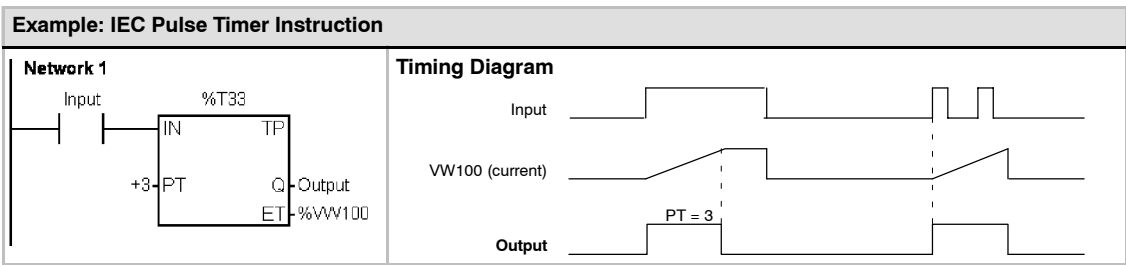 Example: IEC Pulse Timer Instruction
Network 1
Input
%T33
IN TP
+3 PT Q Output
ET %VW100
Timing Diagram
Input
VW100 (current)
PT = 3
Output